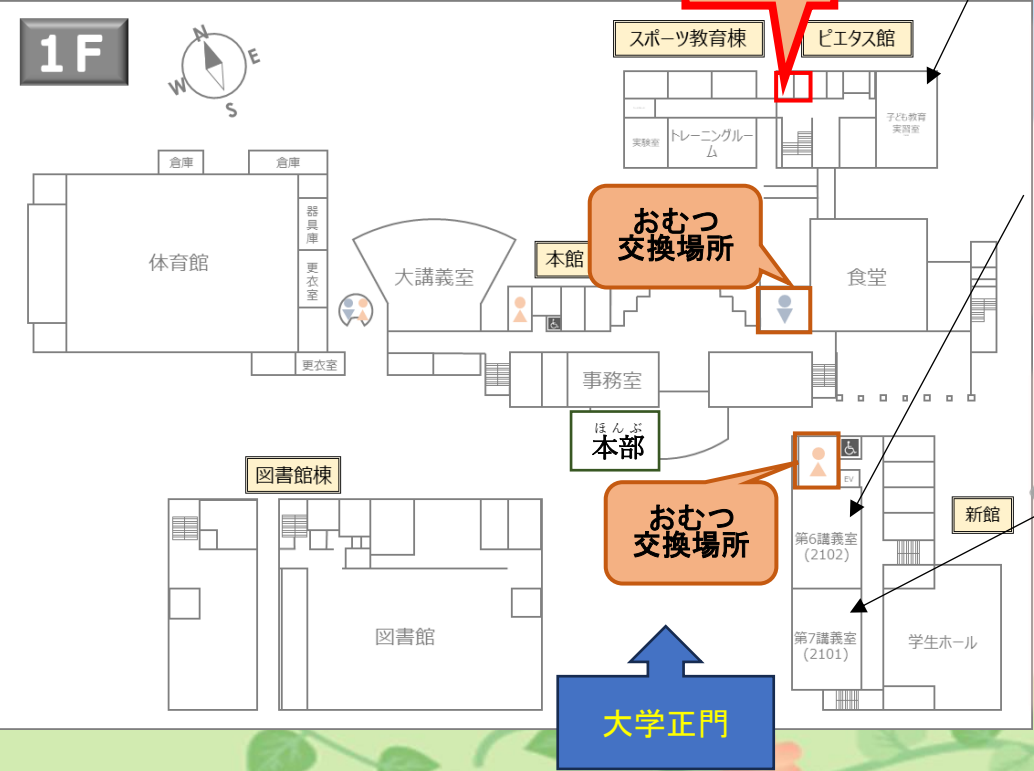 1F
N
E
W
S
スポーツ教育棟
ピエタス館
子ども教育
実習室
実験室
トレーニングルー
ム
倉庫
倉庫
器具庫
更衣室
体育館
更衣室
大講義室
本館
おむつ
交換場所
食堂
事務室
ほんぶ
本部
図書館棟
図書館
おむつ
交換場所
EV
新館
第6講義室
(2102)
第7講義室
(2101)
学生ホール
大学正門